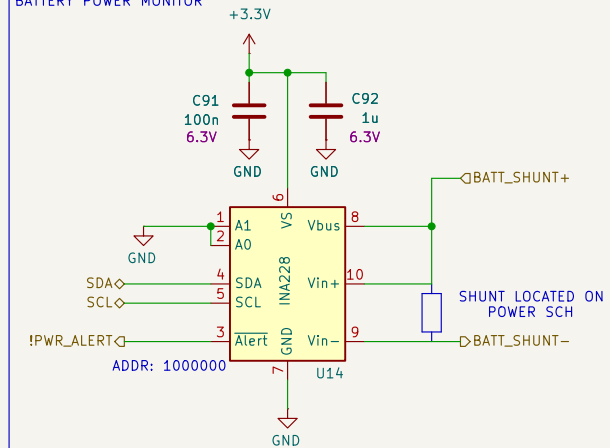 BATTERY POWER MONITOR
+3.3V
C91
100n
6.3V
C92
1u
6.3V
GND
GND
BATT_SHUNT+
6
VS
1
A1
8
Vbus
2
A0
GND
SDA
4
SDA
10
Vin+
SCL
5
SCL
INA228
SHUNT LOCATED ON
POWER SCH
!PWR_ALERT
3
Alert
GND
9
Vin-
BATT_SHUNT-
ADDR: 1000000
7
U14
GND